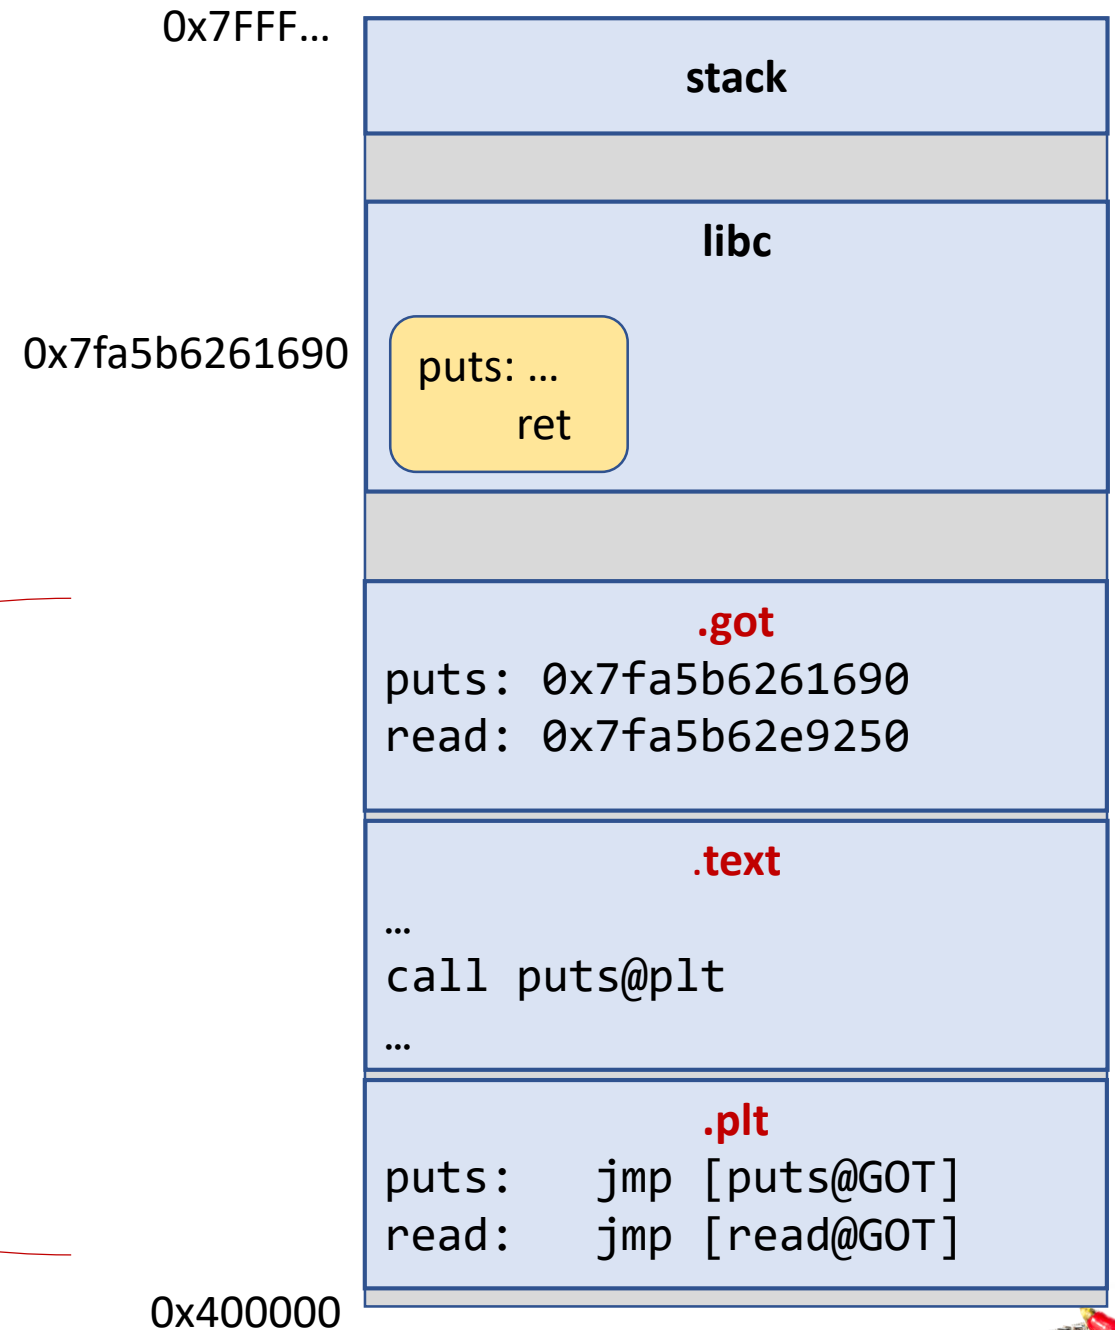 0x7FFF…
stack
libc
0x7fa5b6261690
puts: …
ret
.got
puts: 0x7fa5b6261690
read: 0x7fa5b62e9250
.text
…
call puts@plt
…
.plt
puts: jmp [puts@GOT]
read: jmp [read@GOT]
0x400000